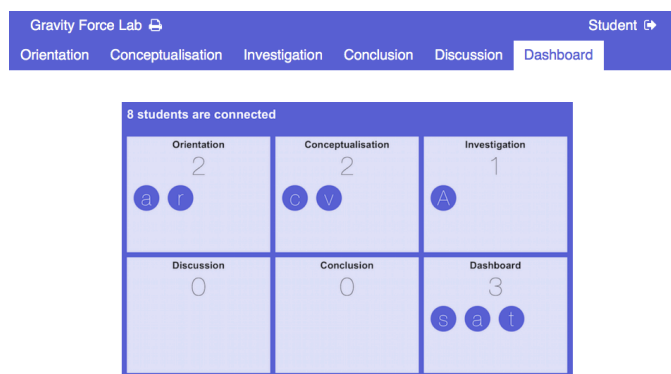 Gravity Force Lab Student
Orientation Conceptualisation Investigation Conclusion Discussion Dashboard
8 students are connected
Orientation Conceptualisation Investigation
2 2 1
a r c v A
Discussion Conclusion Dashboard
0 0 3
s a t